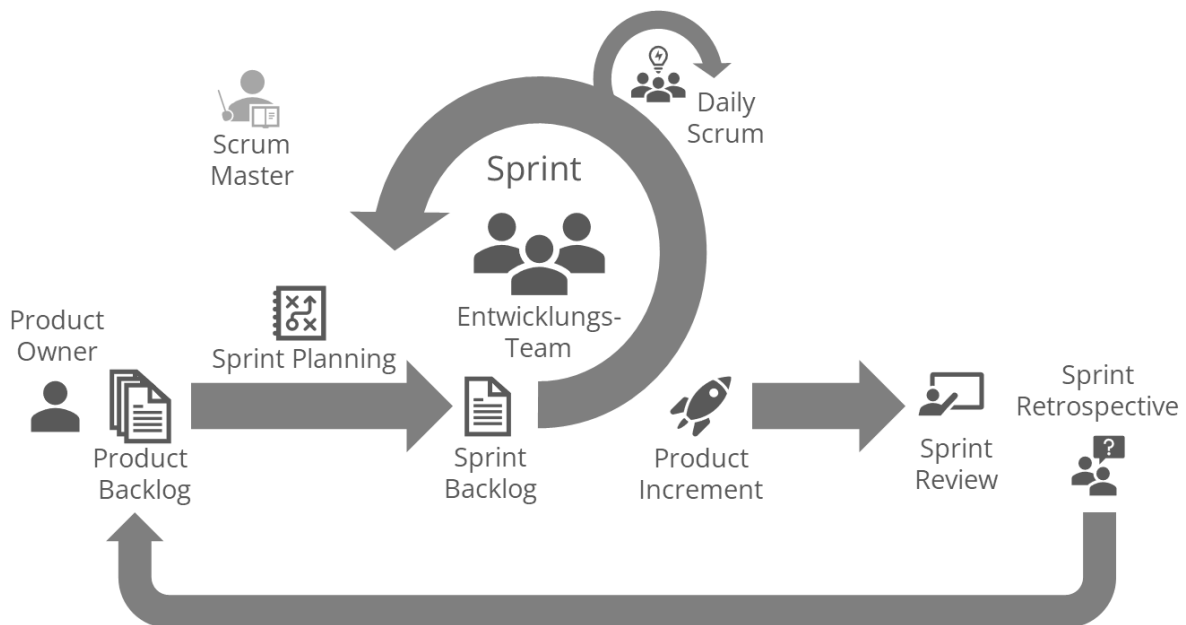 Daily
Scrum
Scrum
Master
Sprint
Entwicklungs-
Team
Product
Owner
Sprint Planning
Product
Backlog
Sprint
Backlog
Product
Increment
Sprint
Review
Sprint
Retrospective
?